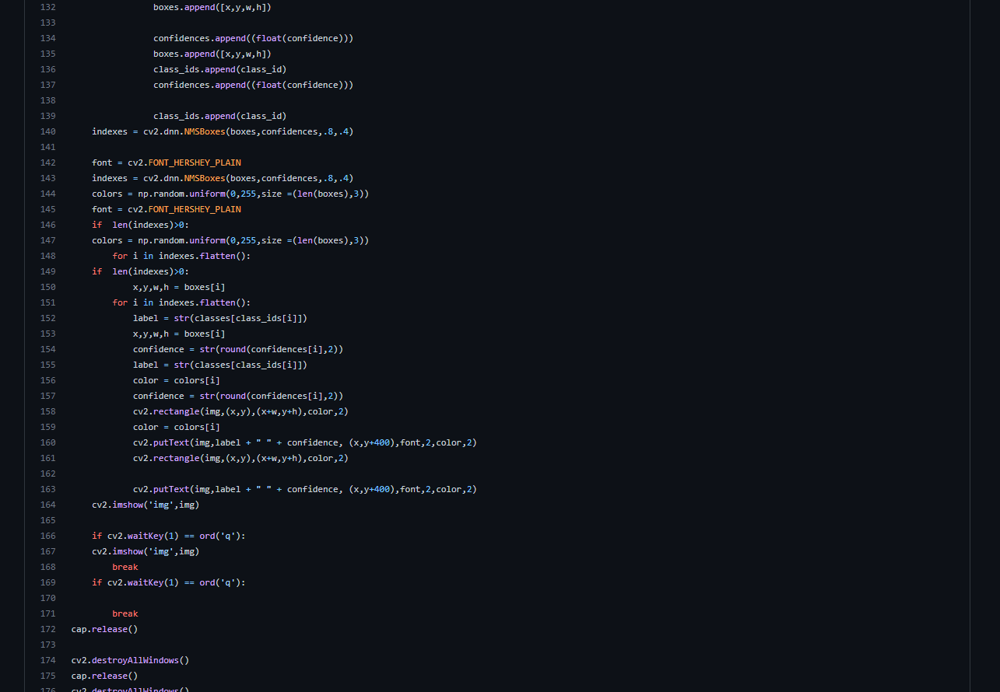 132 boxes.append([x,y,w,h])
133
134 confidences.append((float(confidence)))
135 boxes.append([x,y,w,h])
136 class_ids.append(class_id)
137 confidences.append((float(confidence)))
138
139 class_ids.append(class_id)
140 indexes = cv2.dnn.NMSBoxes(boxes,confidences,.8,.4)
141
142 font = cv2.FONT_HERSHEY_PLAIN
143 indexes = cv2.dnn.NMSBoxes(boxes,confidences,.8,.4)
144 colors = np.random.uniform(0,255,size =(len(boxes),3))
145 font = cv2.FONT_HERSHEY_PLAIN
146 if  len(indexes)>0:
147 colors = np.random.uniform(0,255,size =(len(boxes),3))
148 for i in indexes.flatten():
149 if  len(indexes)>0:
150 x,y,w,h = boxes[i]
151 for i in indexes.flatten():
152 label = str(classes[class_ids[i]])
153 x,y,w,h = boxes[i]
154 confidence = str(round(confidences[i],2))
155 label = str(classes[class_ids[i]])
156 color = colors[i]
157 confidence = str(round(confidences[i],2))
158 cv2.rectangle(img,(x,y),(x+w,y+h),color,2)
159 color = colors[i]
160 cv2.putText(img,label + " " + confidence, (x,y+400),font,2,color,2)
161 cv2.rectangle(img,(x,y),(x+w,y+h),color,2)
162
163 cv2.putText(img,label + " " + confidence, (x,y+400),font,2,color,2)
164 cv2.imshow('img',img)
165
166 if cv2.waitKey(1) == ord('q'):
167 cv2.imshow('img',img)
168 break
169 if cv2.waitKey(1) == ord('q'):
170
171 break
172 cap.release()
173
174 cv2.destroyAllWindows()
175 cap.release()
176 cv2.destroyAllWindows()